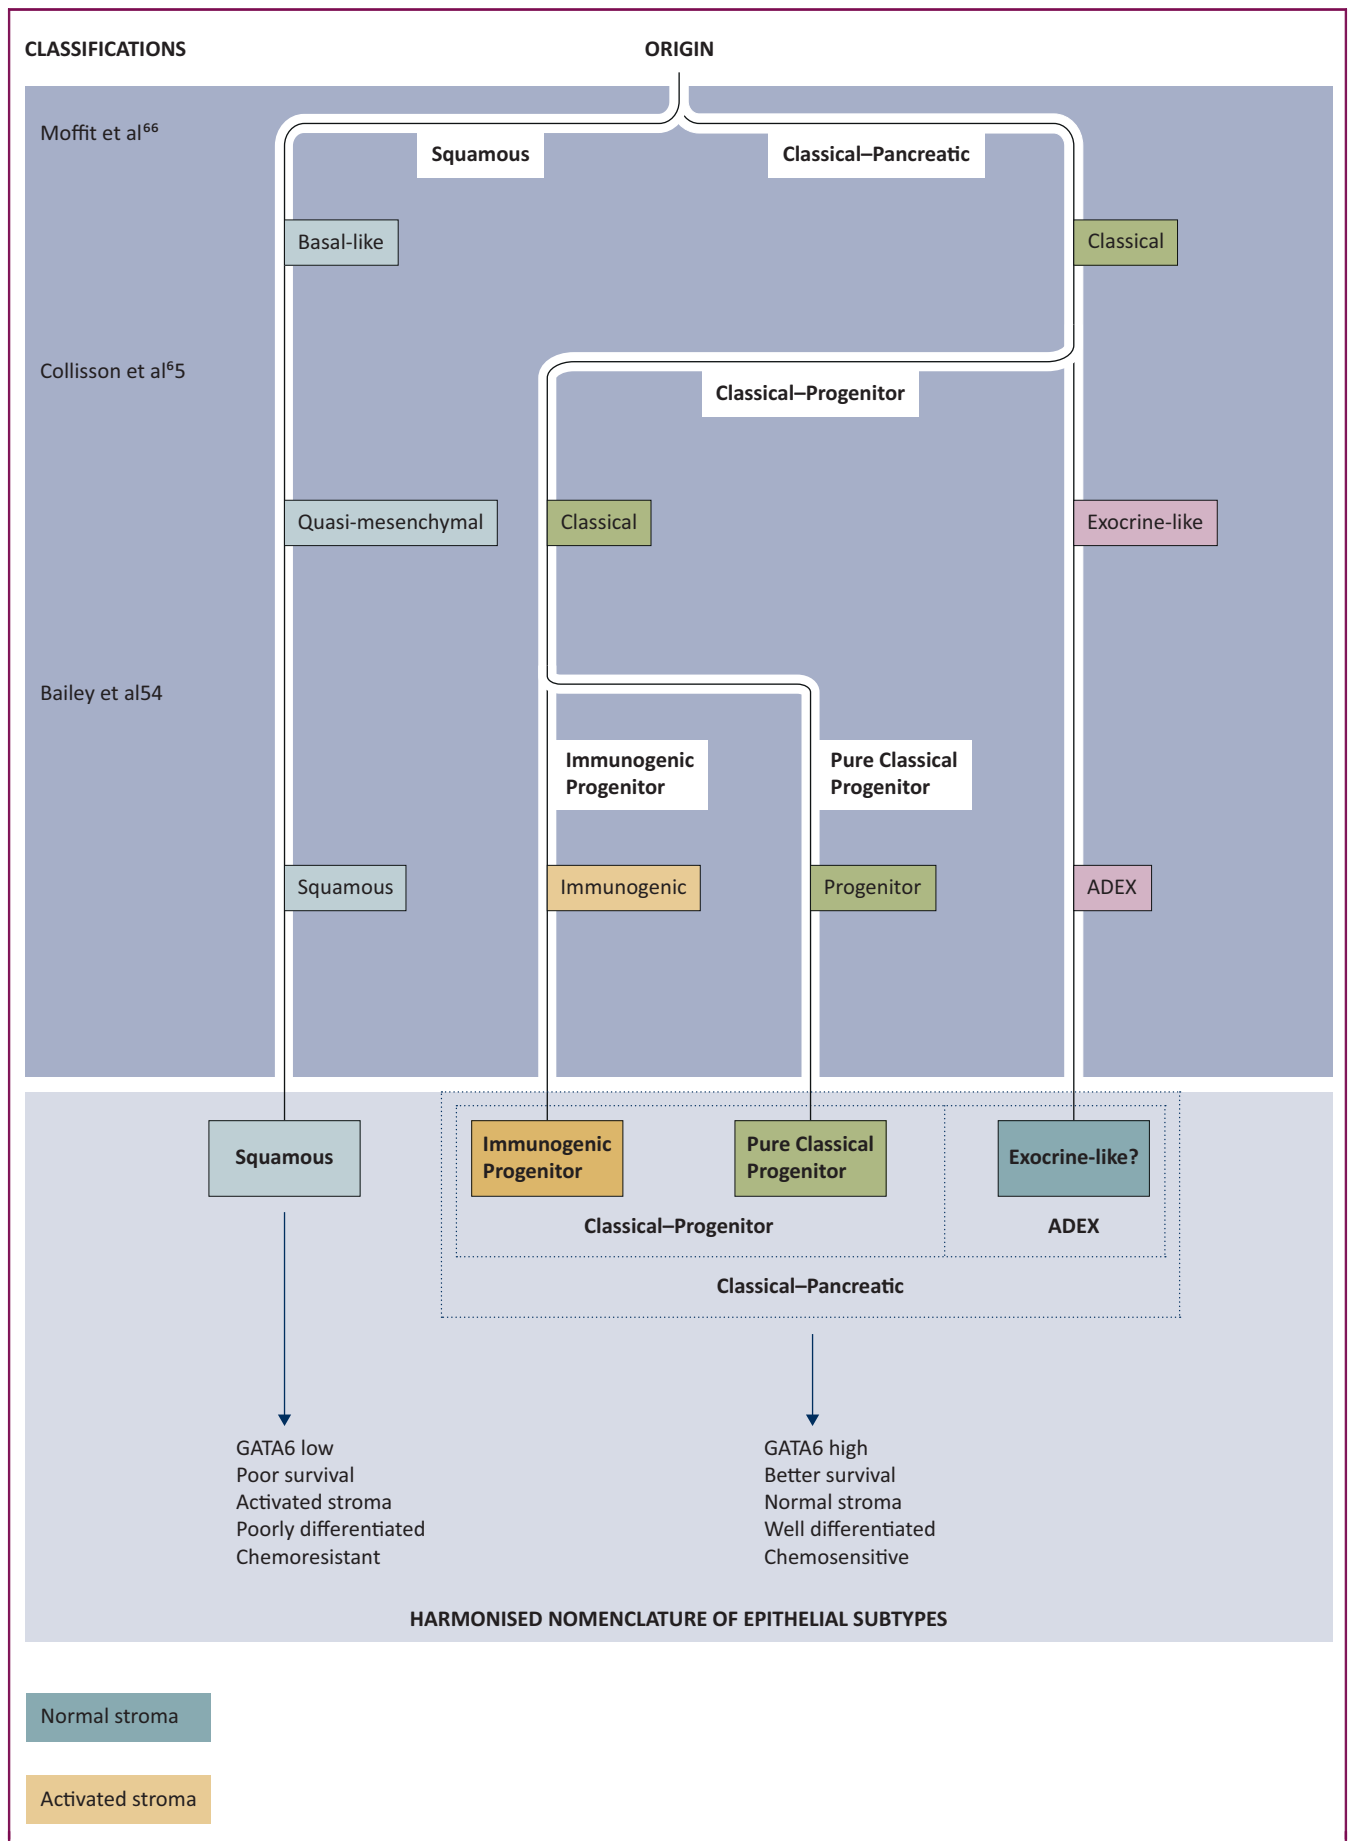 CLASSIFICATIONS
ORIGIN
Moffit et al⁶⁶
Squamous
Classical–Pancreatic
Basal-like
Classical
Collisson et al⁶5
Classical–Progenitor
Quasi-mesenchymal
Classical
Exocrine-like
Bailey et al54
Immunogenic
Progenitor
Pure Classical
Progenitor
Squamous
Immunogenic
Progenitor
ADEX
Squamous
Immunogenic
Progenitor
Pure Classical
Progenitor
Exocrine-like?
Classical–Progenitor
ADEX
Classical–Pancreatic
GATA6 low
Poor survival
Activated stroma
Poorly differentiated
Chemoresistant
GATA6 high
Better survival
Normal stroma
Well differentiated
Chemosensitive
HARMONISED NOMENCLATURE OF EPITHELIAL SUBTYPES
Normal stroma
Activated stroma